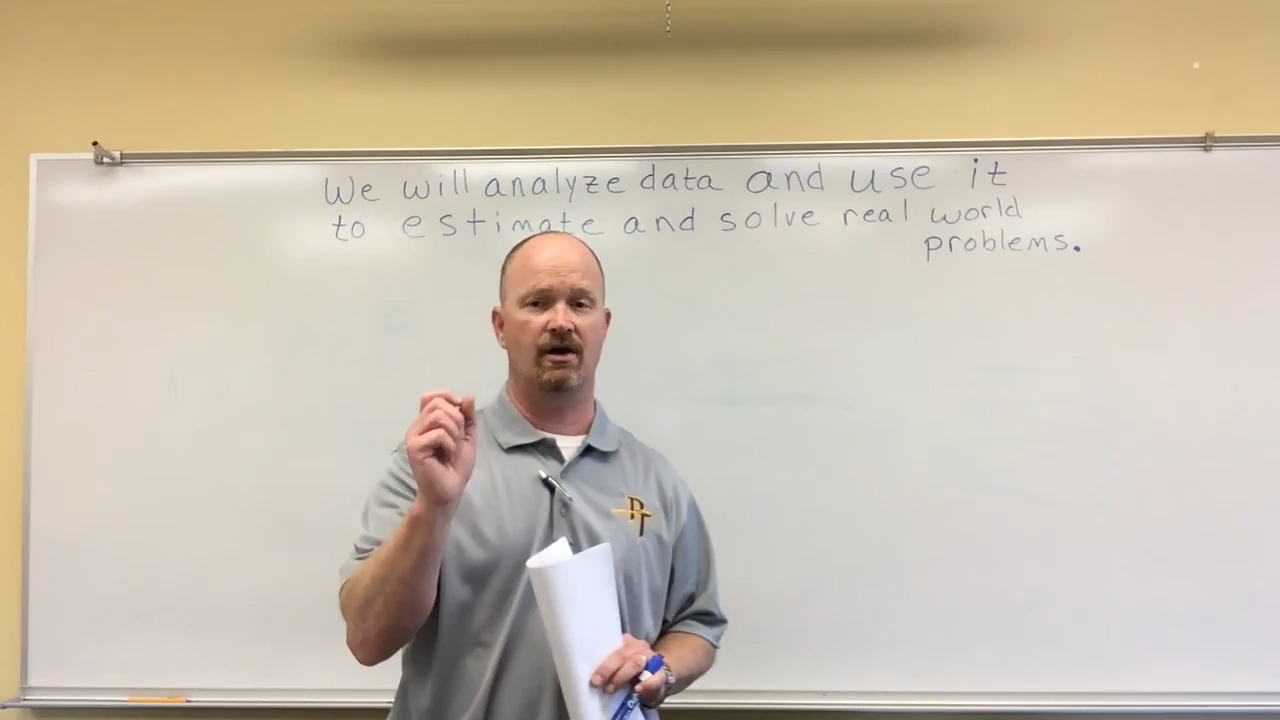 We will analyze data and use it
to estimate and solve real world
problems.